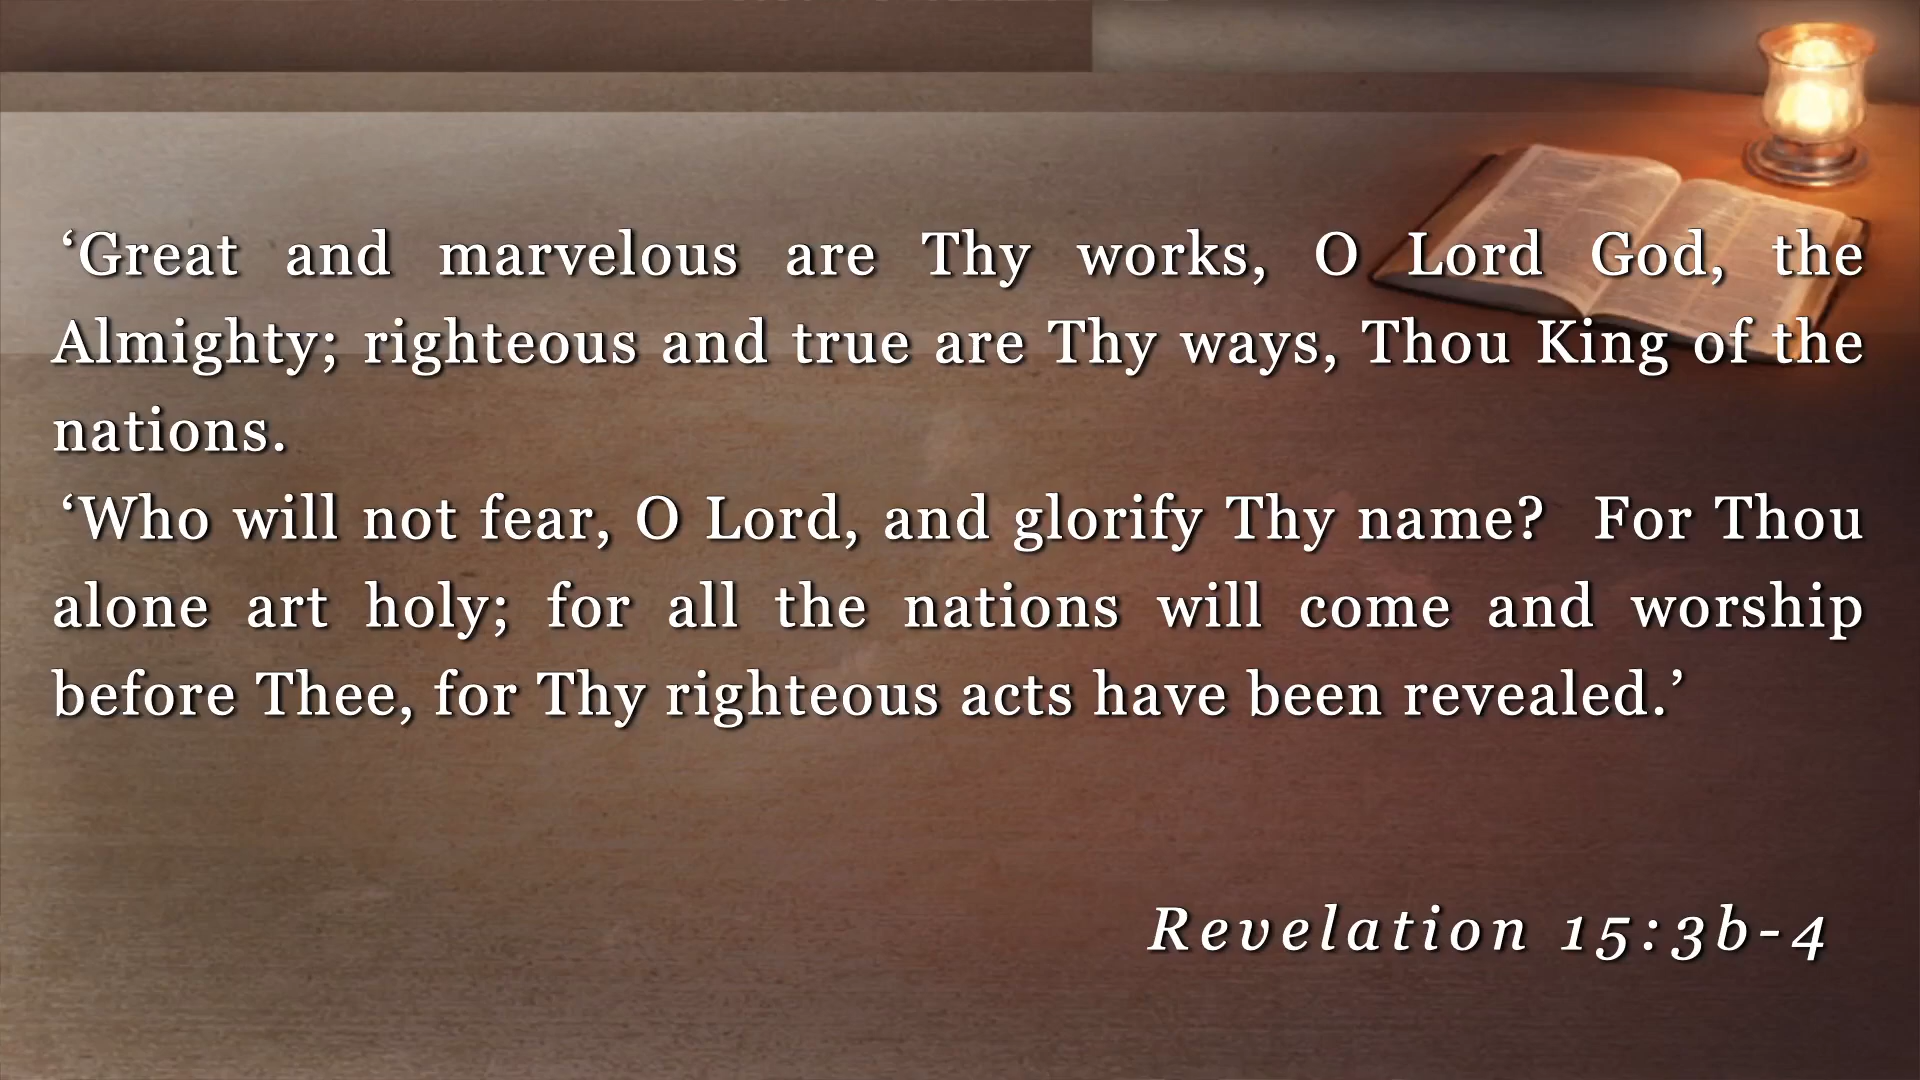 ‘Great and marvelous are Thy works, O Lord God, the
Almighty; righteous and true are Thy ways, Thou King of the
nations.
‘Who will not fear, O Lord, and glorify Thy name?  For Thou
alone art holy; for all the nations will come and worship
before Thee, for Thy righteous acts have been revealed.’
Revelation 15:3b-4